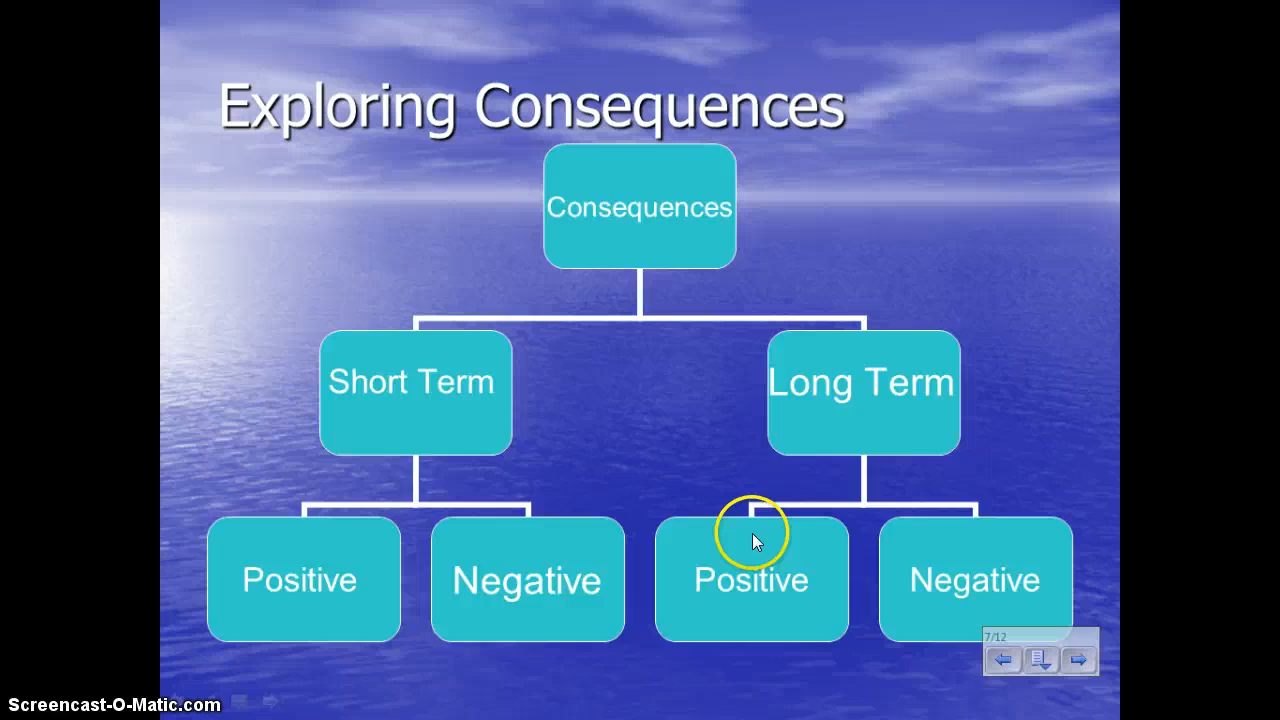 Exploring Consequences
Consequences
Short Term
Long Term
Positive
Negative
Positive
Negative
7/12
Screencast-O-Matic.com